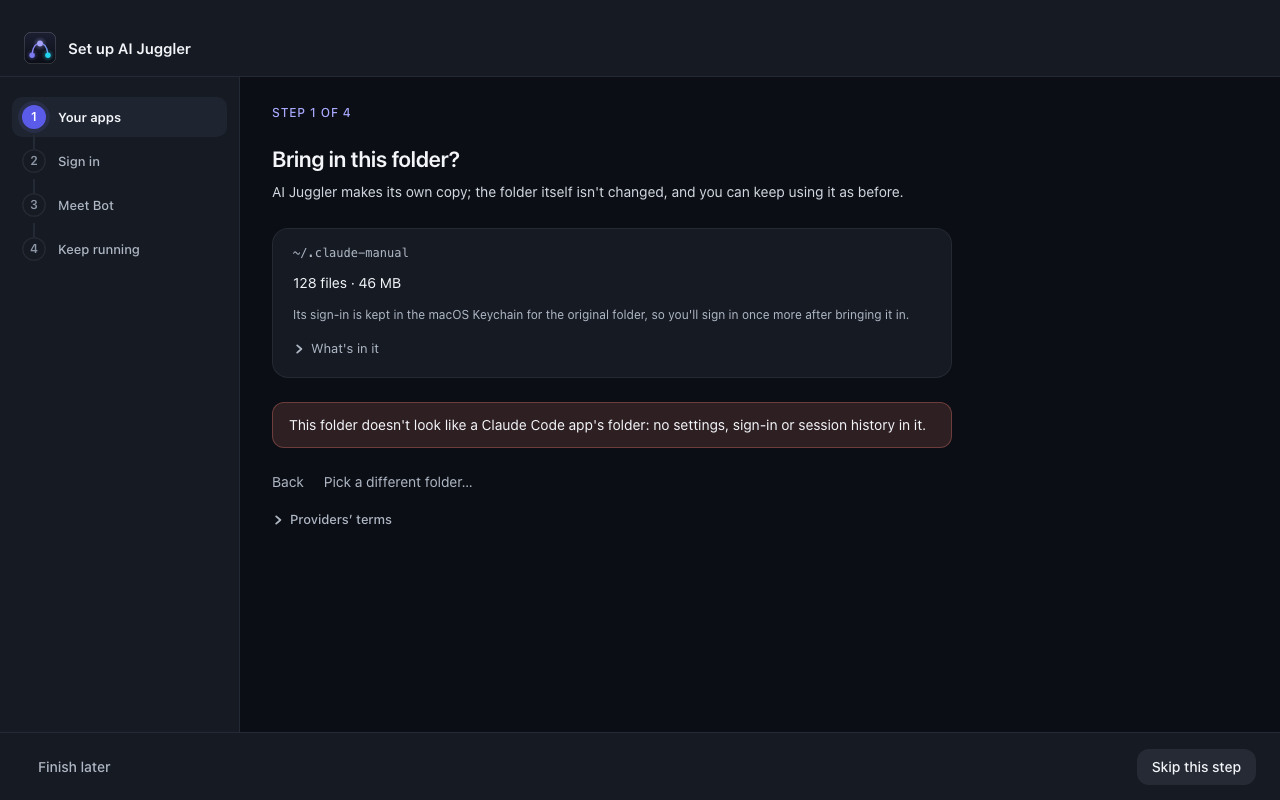 Set up AI Juggler
1 Your apps
2 Sign in
3 Meet Bot
4 Keep running
STEP 1 OF 4
Bring in this folder?
AI Juggler makes its own copy; the folder itself isn't changed, and you can keep using it as before.
~/.claude-manual
128 files · 46 MB
Its sign-in is kept in the macOS Keychain for the original folder, so you'll sign in once more after bringing it in.
What's in it
This folder doesn't look like a Claude Code app's folder: no settings, sign-in or session history in it.
Back Pick a different folder...
Providers' terms
Finish later
Skip this step